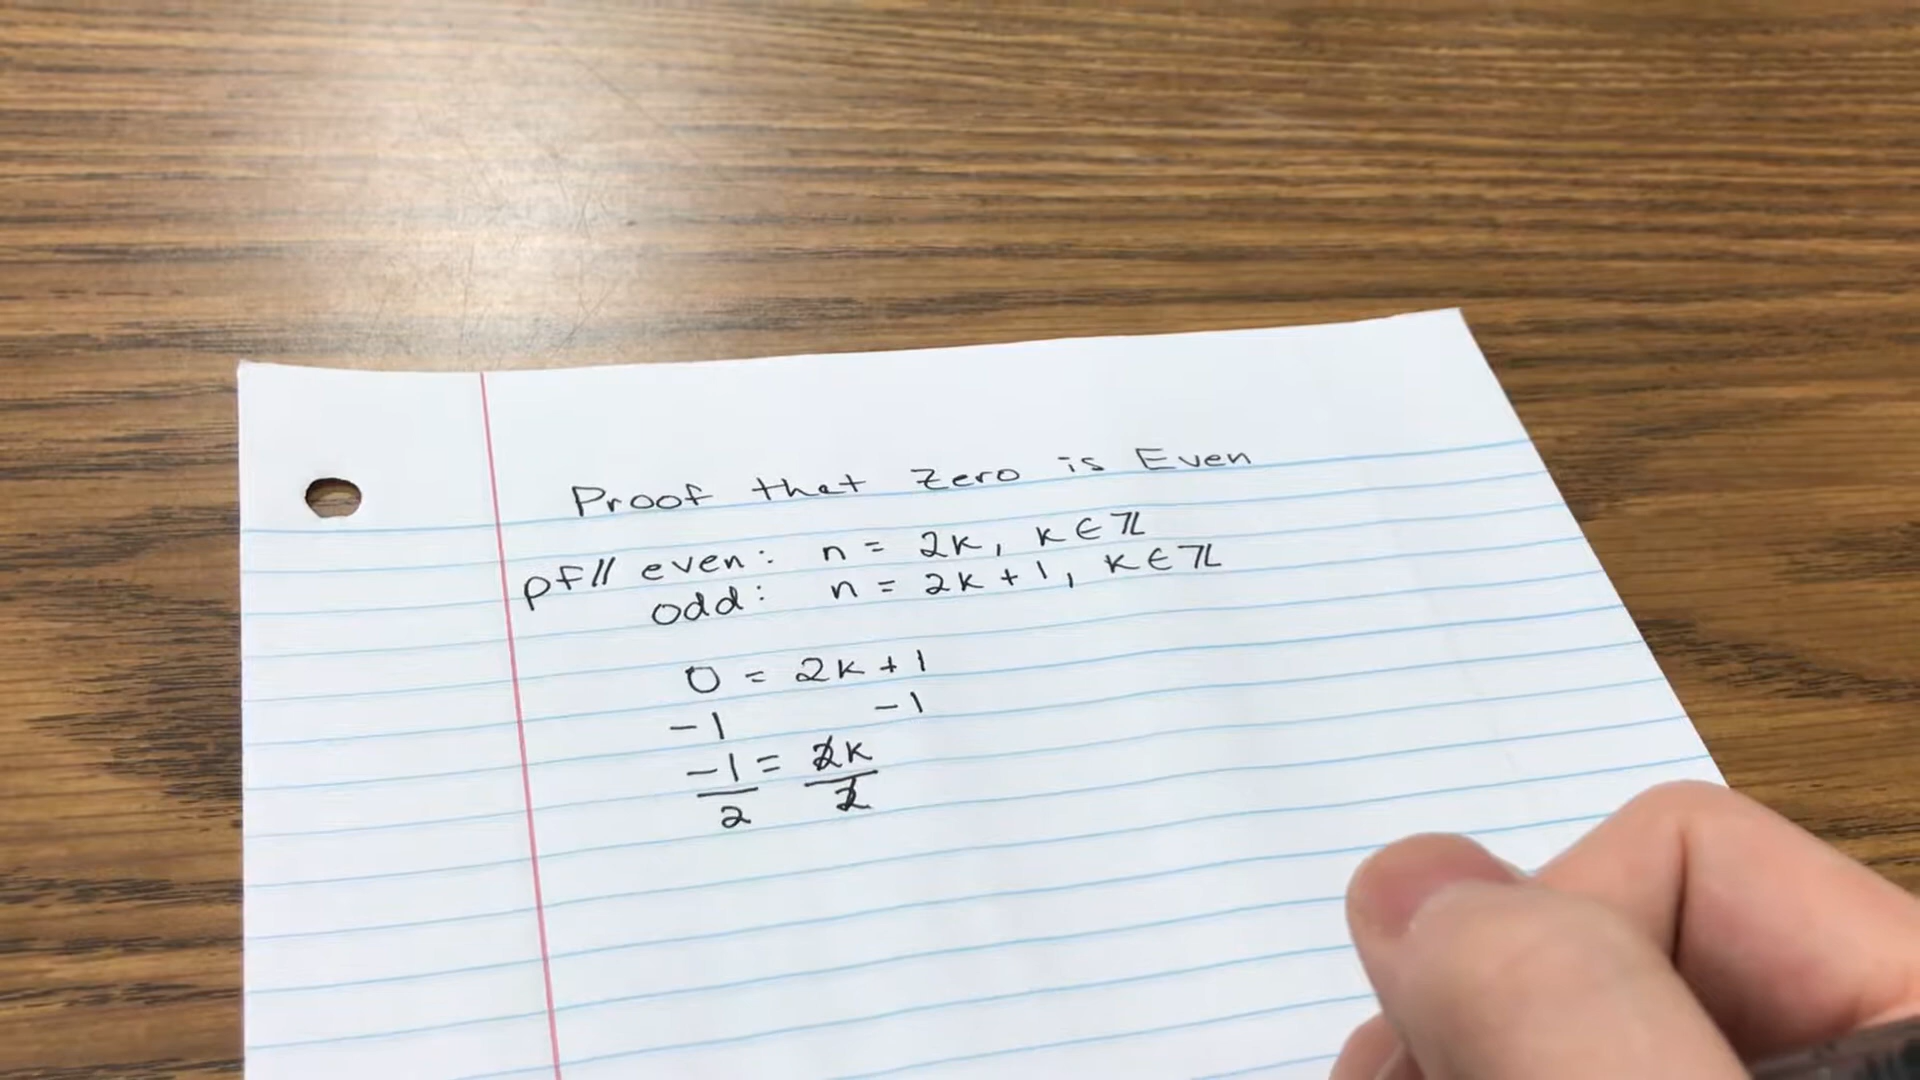 Proof that Zero is Even
pf// even: n = 2k, k ∈ ℤ
odd: n = 2k + 1, k ∈ ℤ
0 = 2k + 1
-1 -1
-1 = 2k
2 2